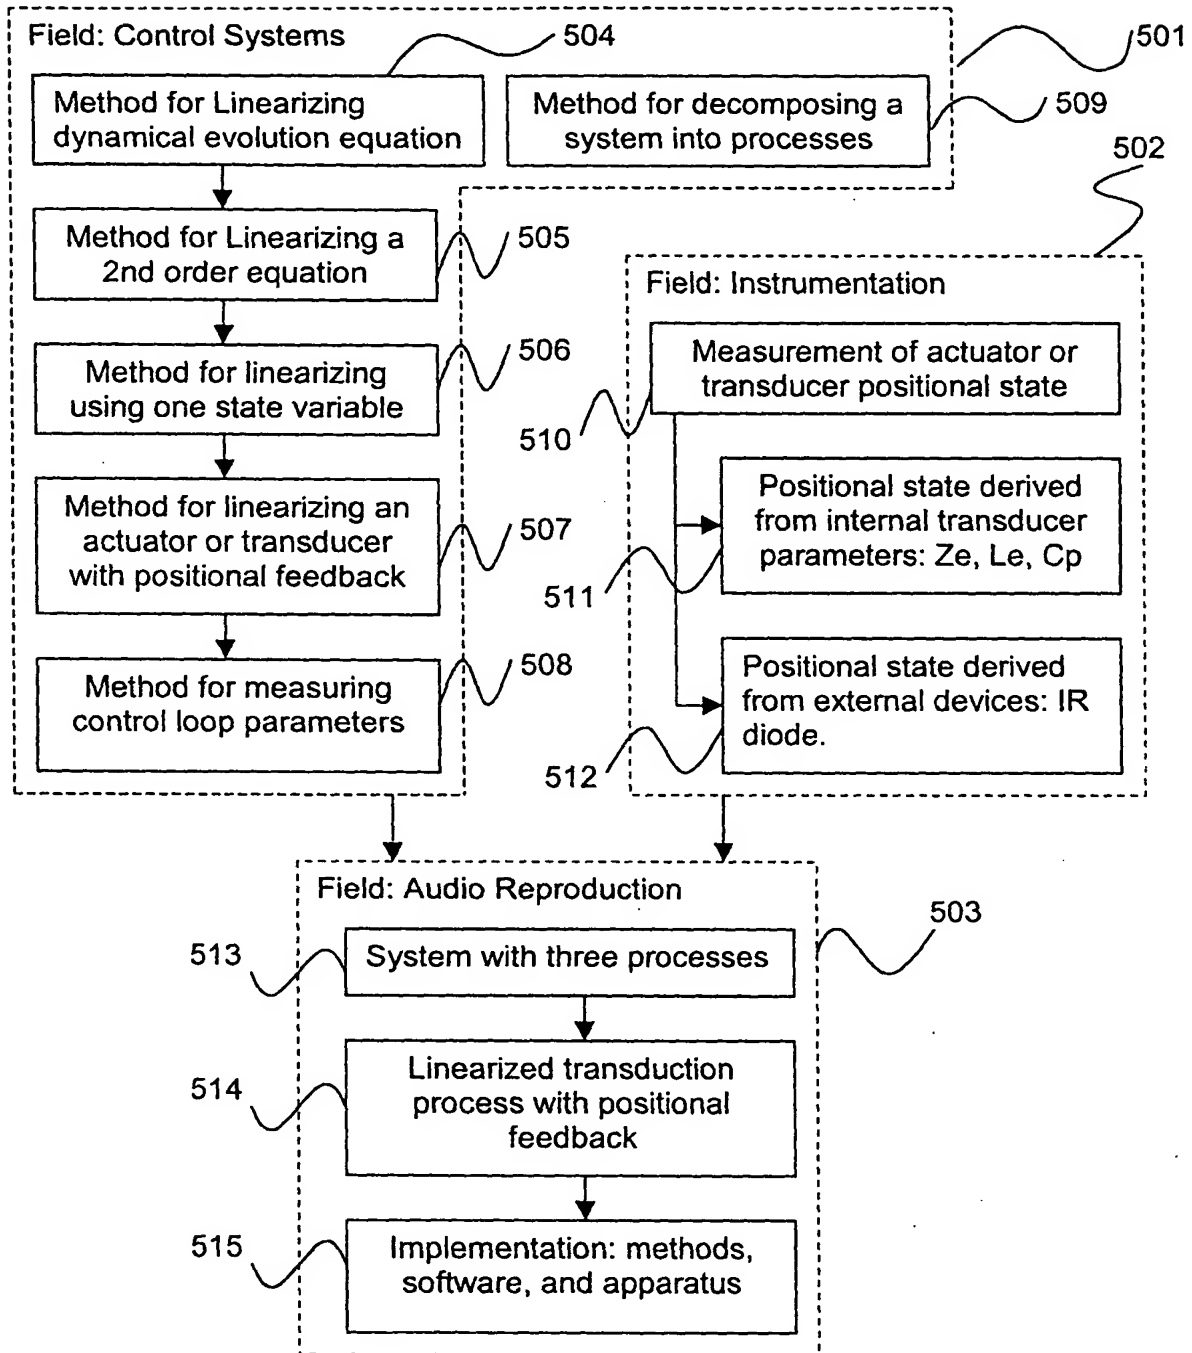 Field: Control Systems
504
501
Method for Linearizing
dynamical evolution equation
Method for decomposing a
system into processes
509
502
Method for Linearizing a
2nd order equation
505
Field: Instrumentation
Method for linearizing
using one state variable
506
Measurement of actuator or
transducer positional state
510
Method for linearizing an
actuator or transducer
with positional feedback
507
Positional state derived
from internal transducer
parameters: Ze, Le, Cp
511
Method for measuring
control loop parameters
508
Positional state derived
from external devices: IR
diode.
512
Field: Audio Reproduction
503
513
System with three processes
514
Linearized transduction
process with positional
feedback
515
Implementation: methods,
software, and apparatus